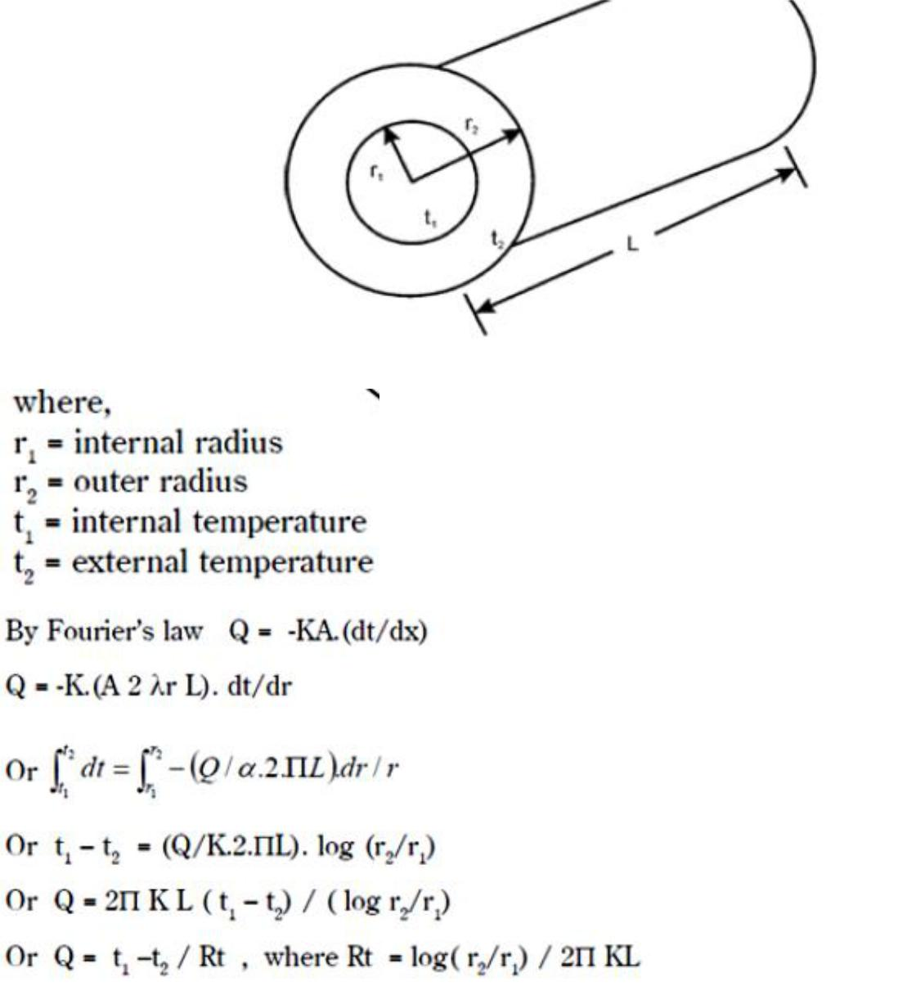 r₂
r₁
t₁
t₂
L
where,
r₁ = internal radius
r₂ = outer radius
t₁ = internal temperature
t₂ = external temperature
By Fourier's law Q = -KA.(dt/dx)
Q = -K.(A 2 λr L). dt/dr
Or ∫_{t₁}^{t₂} dt = ∫_{r₁}^{r₂} – (Q / α.2.ΠL).dr / r
Or t₁ – t₂ = (Q/K.2.ΠL). log (r₂/r₁)
Or Q = 2Π K L ( t₁ – t₂) / ( log r₂/r₁)
Or Q = t₁ –t₂ / Rt , where Rt = log( r₂/r₁) / 2Π KL